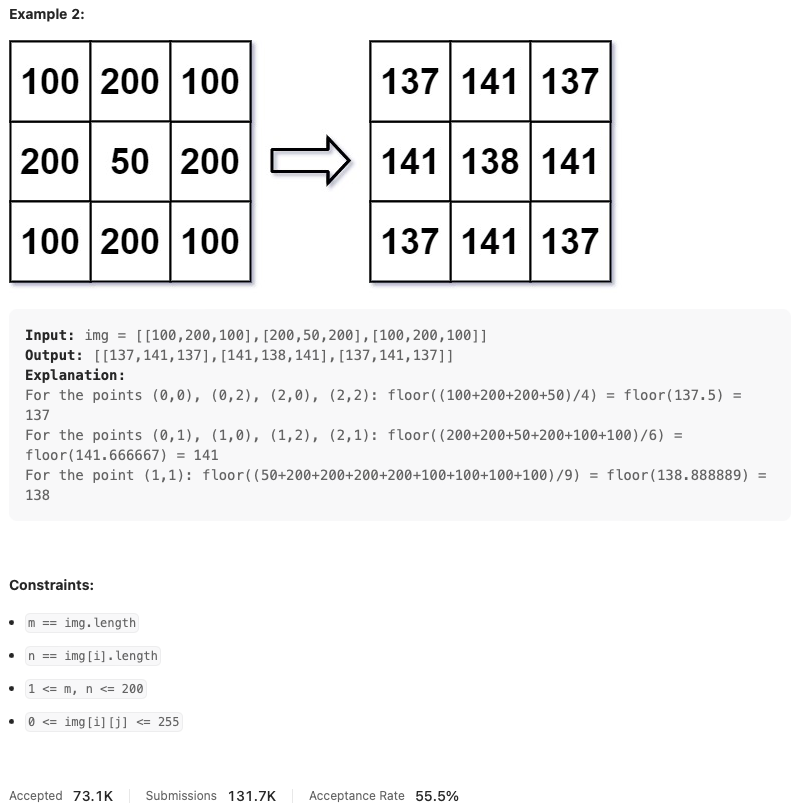 Example 2:
100 200 100 137 141 137
200 50 200 141 138 141
100 200 100 137 141 137
Input: img = [[100,200,100],[200,50,200],[100,200,100]]
Output: [[137,141,137],[141,138,141],[137,141,137]]
Explanation:
For the points (0,0), (0,2), (2,0), (2,2): floor((100+200+200+50)/4) = floor(137.5) =
137
For the points (0,1), (1,0), (1,2), (2,1): floor((200+200+50+200+100+100)/6) =
floor(141.666667) = 141
For the point (1,1): floor((50+200+200+200+200+100+100+100+100)/9) = floor(138.888889) =
138
Constraints:
• m == img.length
• n == img[i].length
• 1 <= m, n <= 200
• 0 <= img[i][j] <= 255
Accepted 73.1K Submissions 131.7K Acceptance Rate 55.5%